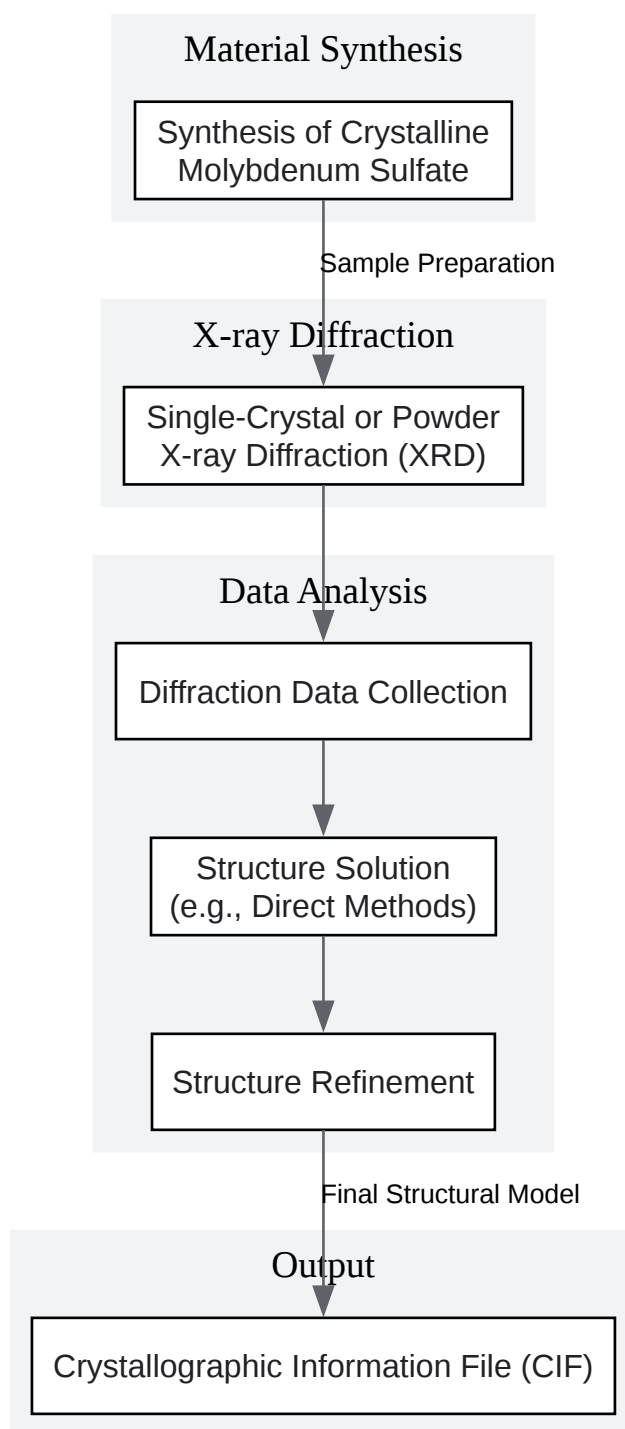 Material Synthesis
Synthesis of Crystalline
Molybdenum Sulfate
Sample Preparation
X-ray Diffraction
Single-Crystal or Powder
X-ray Diffraction (XRD)
Data Analysis
Diffraction Data Collection
Structure Solution
(e.g., Direct Methods)
Structure Refinement
Final Structural Model
Output
Crystallographic Information File (CIF)